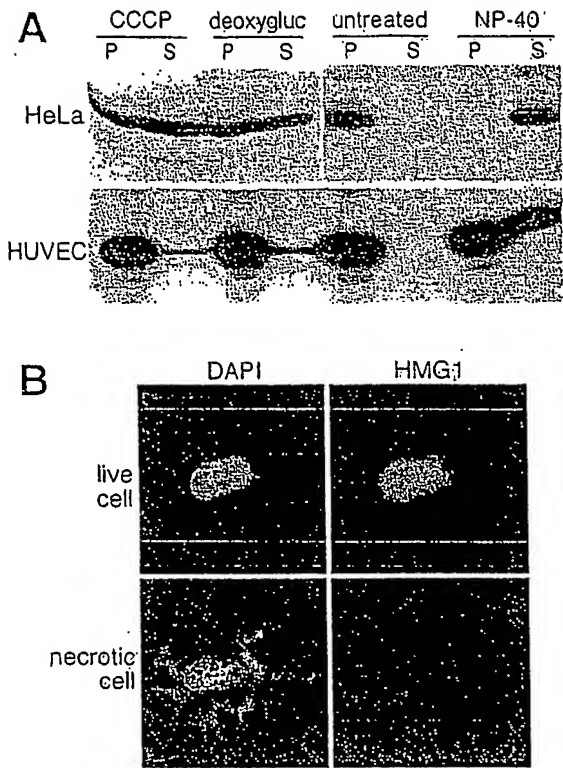 A
CCCP deoxygluc untreated NP-40
P S P S P S P S
HeLa
HUVEC
B
DAPI HMG1
live
cell
necrotic
cell